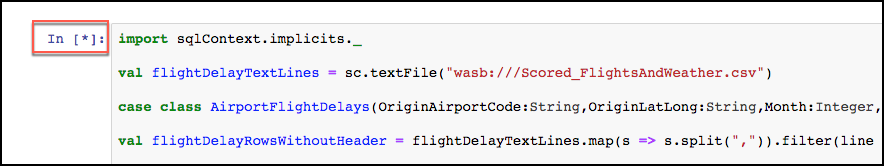 In [*]:
import sqlContext.implicits._
val flightDelayTextLines = sc.textFile("wasb:///Scored_FlightsAndWeather.csv")
case class AirportFlightDelays(OriginAirportCode:String,OriginLatLong:String,Month:Integer,
val flightDelayRowsWithoutHeader = flightDelayTextLines.map(s => s.split(",")).filter(line